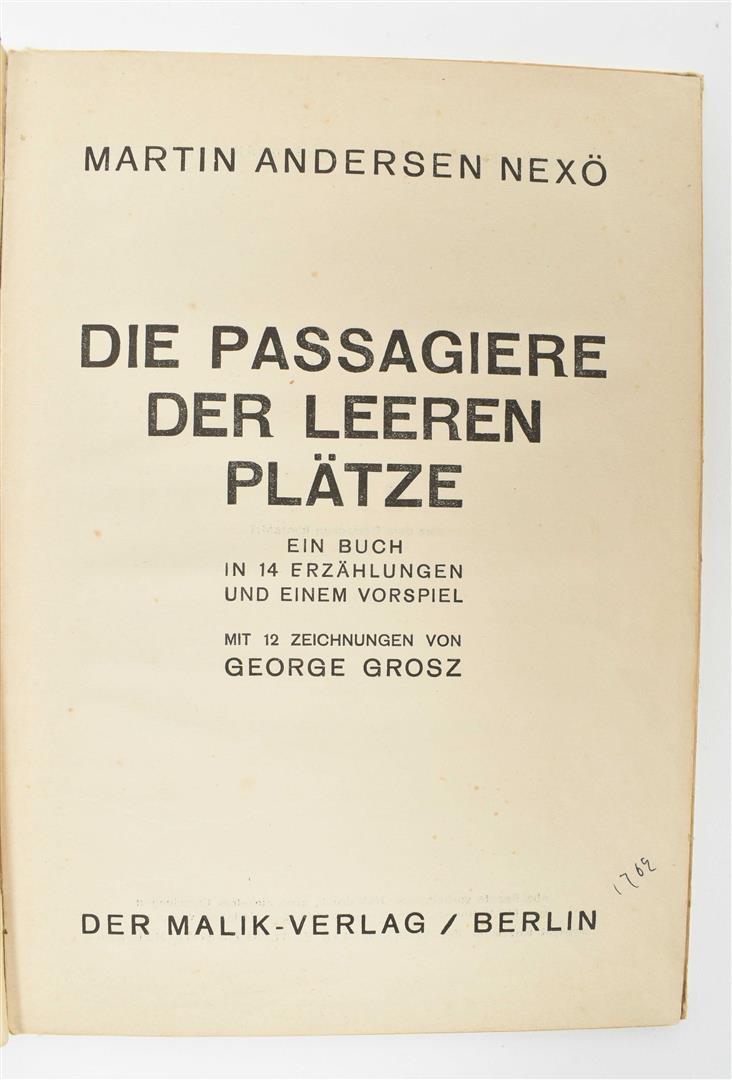 MARTIN ANDERSEN NEXÖ
DIE PASSAGIERE
DER LEEREN
PLÄTZE
EIN BUCH
IN 14 ERZÄHLUNGEN
UND EINEM VORSPIEL
MIT 12 ZEICHNUNGEN VON
GEORGE GROSZ
DER MALIK-VERLAG / BERLIN